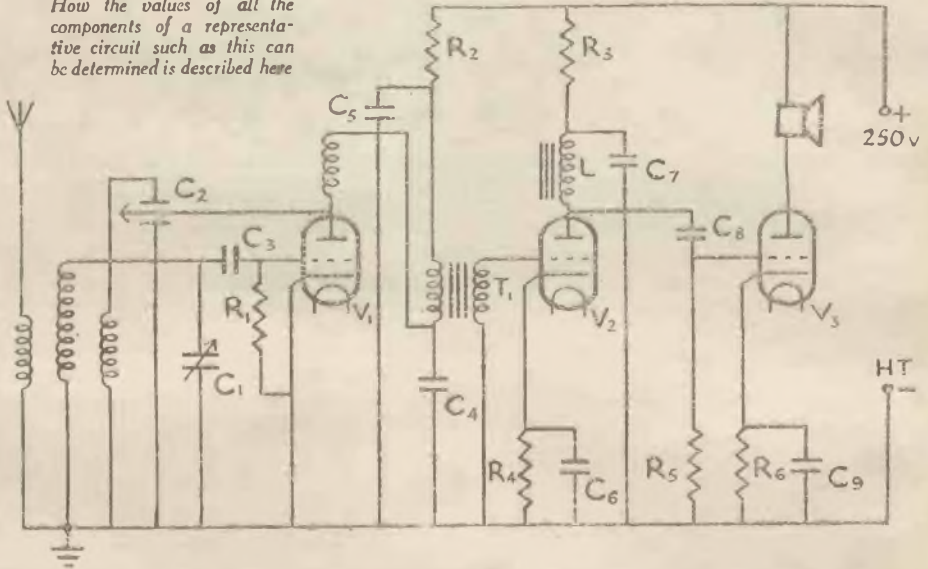 How the values of all the
components of a representa-
tive circuit such as this can
be determined is described here
R2
R3
C5
+
250v
C2
L
C7
C3
C8
R1
V1
T1
V2
V3
C1
C4
HT
-
R4
C6
R5
R6
C9